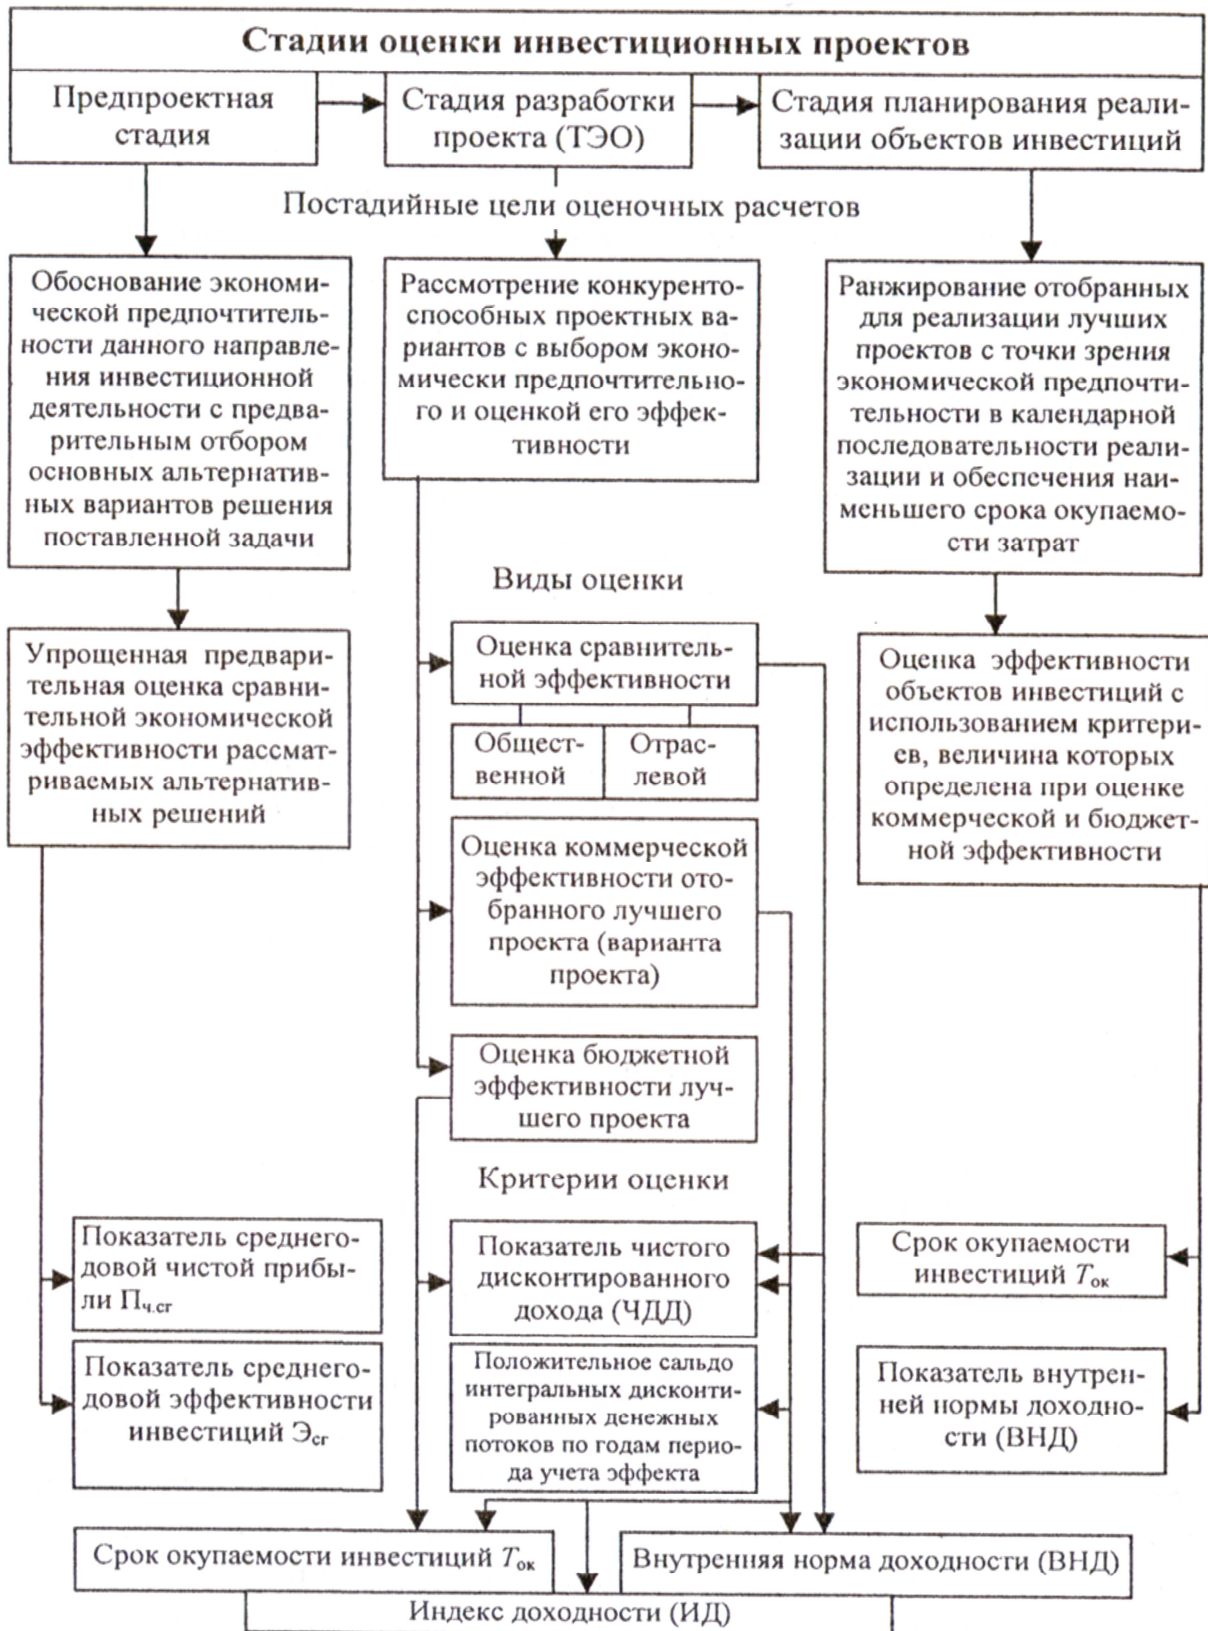 Стадии оценки инвестиционных проектов
Предпроектная
стадия
Стадия разработки
проекта (ТЭО)
Стадия планирования реали-
зации объектов инвестиций
Постадийные цели оценочных расчетов
Обоснование экономи-
ческой предпочтитель-
ности данного направле-
ния инвестиционной
деятельности с предва-
рительным отбором
основных альтернатив-
ных вариантов решения
поставленной задачи
Рассмотрение конкуренто-
способных проектных ва-
риантов с выбором эконо-
мически предпочтительно-
го и оценкой его эффек-
тивности
Ранжирование отобранных
для реализации лучших
проектов с точки зрения
экономической предпочти-
тельности в календарной
последовательности реали-
зации и обеспечения наи-
меньшего срока окупаемо-
сти затрат
Виды оценки
Упрощенная предвари-
тельная оценка сравни-
тельной экономической
эффективности рассмат-
риваемых альтернатив-
ных решений
Оценка сравнитель-
ной эффективности
Общест-
венной
Отрас-
левой
Оценка коммерческой
эффективности ото-
бранного лучшего
проекта (варианта
проекта)
Оценка бюджетной
эффективности луч-
шего проекта
Оценка эффективности
объектов инвестиций с
использованием критери-
ев, величина которых
определена при оценке
коммерческой и бюджет-
ной эффективности
Критерии оценки
Показатель среднего-
довой чистой прибы-
ли Пч.сг
Показатель среднего-
довой эффективности
инвестиций Эсг
Показатель чистого
дисконтированного
дохода (ЧДД)
Положительное сальдо
интегральных дисконти-
рованных денежных
потоков по годам перио-
да учета эффекта
Срок окупаемости
инвестиций Ток
Показатель внутрен-
ней нормы доходно-
сти (ВНД)
Срок окупаемости инвестиций Ток
Внутренняя норма доходности (ВНД)
Индекс доходности (ИД)